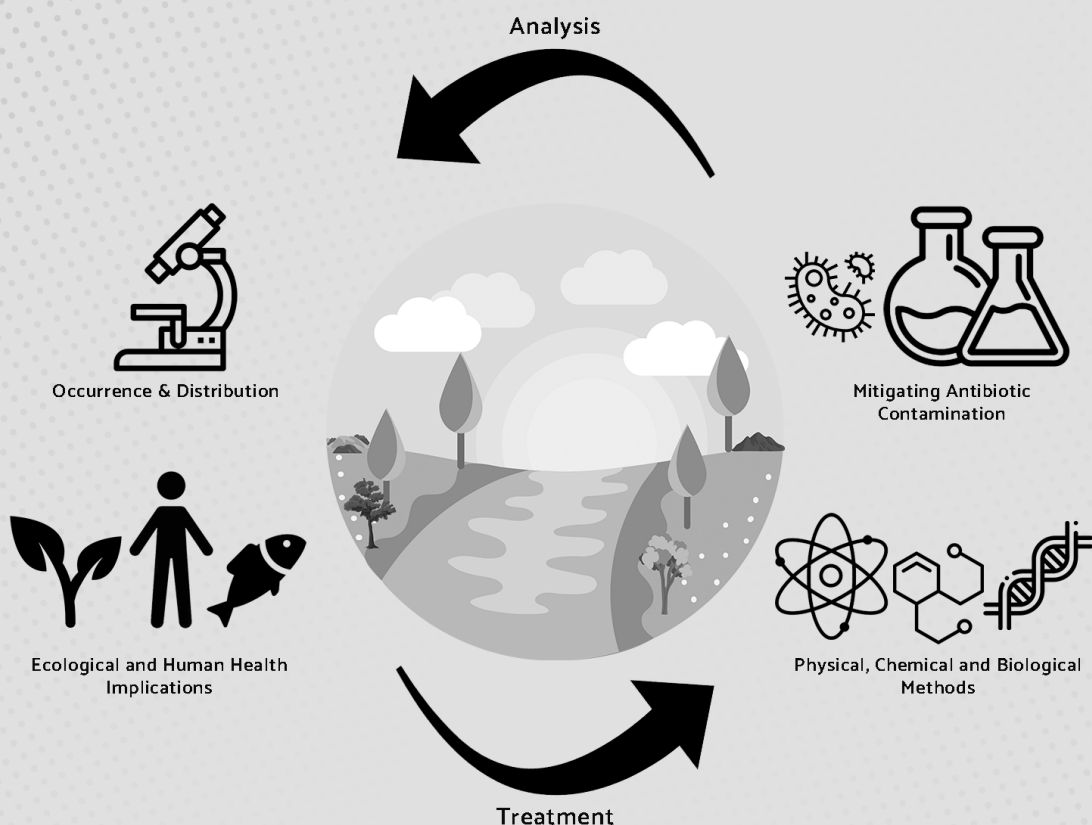 Analysis
Occurrence & Distribution
Mitigating Antibiotic
Contamination
Ecological and Human Health
Implications
Physical, Chemical and Biological
Methods
Treatment